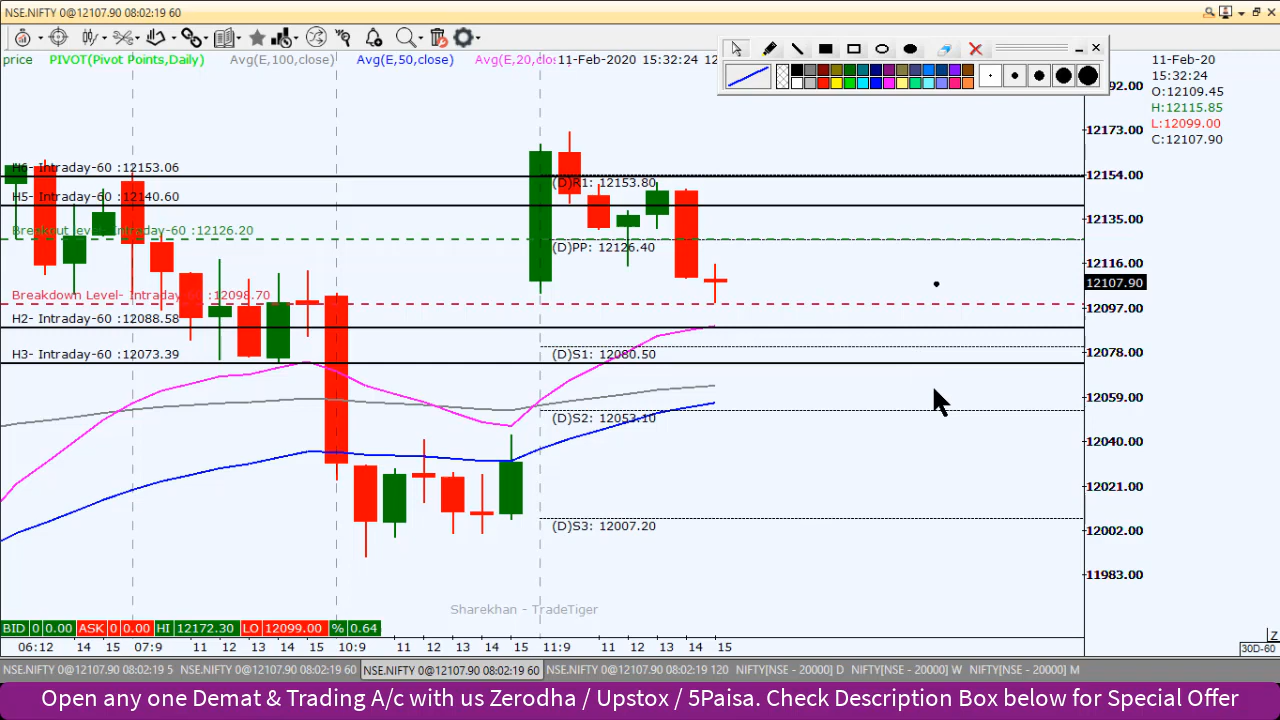 NSE.NIFTY 0@12107.90 08:02:19 60
price PIVOT(Pivot Points,Daily) Avg(E,100,close) Avg(E,50,close) Avg(E,20,clos 11-Feb-2020 15:32:24 12
11-Feb-20
15:32:24
O:12109.45
H:12115.85
L:12099.00
C:12107.90
92.00
12173.00
12154.00
12135.00
12116.00
12107.90
12097.00
12078.00
12059.00
12040.00
12021.00
12002.00
11983.00
H6- Intraday-60 :12153.06
(D)R1: 12153.80
H5- Intraday-60 :12140.60
Breakout level- Intraday-60 :12126.20
(D)PP: 12126.40
Breakdown Level- Intraday-60 :12098.70
H2- Intraday-60 :12088.58
H3- Intraday-60 :12073.39
(D)S1: 12080.50
(D)S2: 12053.10
(D)S3: 12007.20
Sharekhan - TradeTiger
BID 0 0.00 ASK 0 0.00 HI 12172.30 LO 12099.00 % 0.64
06:12 14 15 07:9 11 12 13 14 15 10:9 11 12 13 14 15 11:9 11 12 13 14 15
Z
30D-60
NSE.NIFTY 0@12107.90 08:02:19 5 NSE.NIFTY 0@12107.90 08:02:19 60 NSE.NIFTY 0@12107.90 08:02:19 60 NSE.NIFTY 0@12107.90 08:02:19 120 NIFTY[NSE - 20000] D NIFTY[NSE - 20000] W NIFTY[NSE - 20000] M
Open any one Demat & Trading A/c with us Zerodha / Upstox / 5Paisa. Check Description Box below for Special Offer